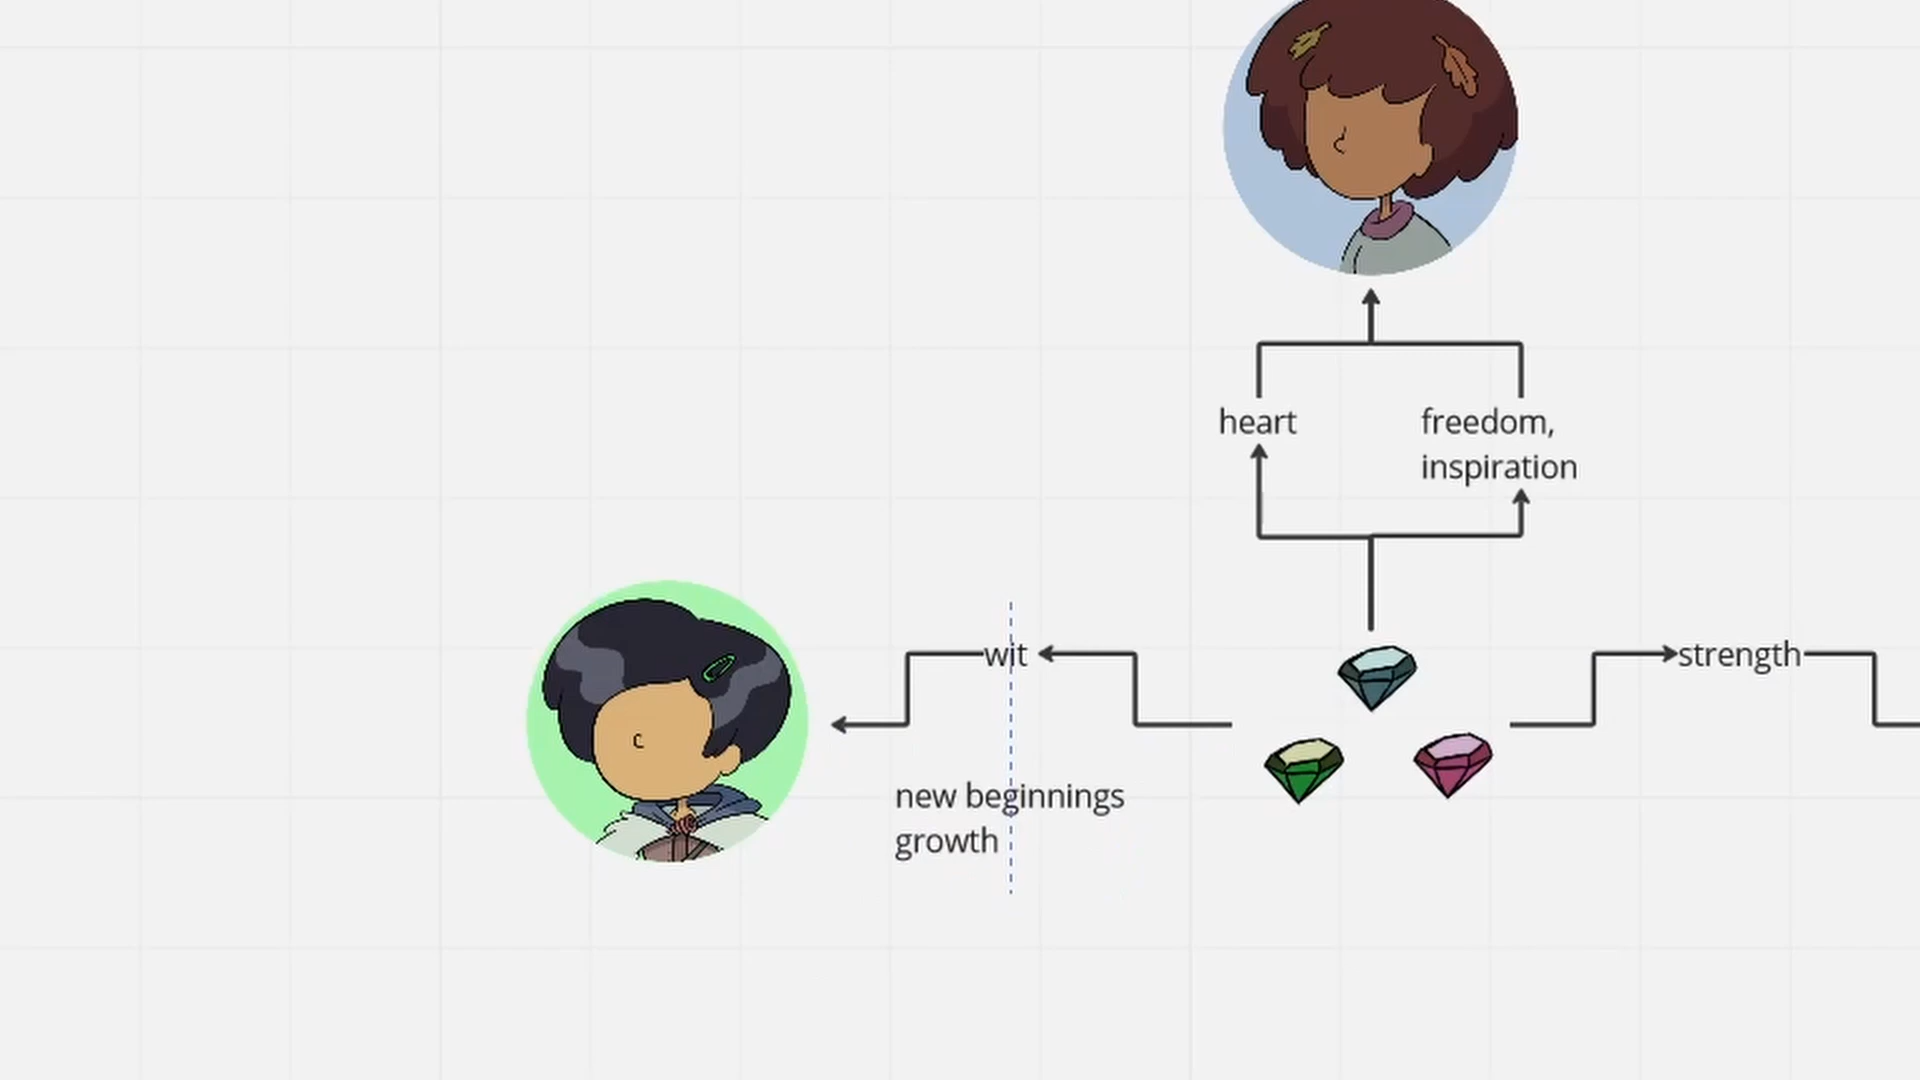 heart
freedom,
inspiration
wit
strength
new beginnings
growth